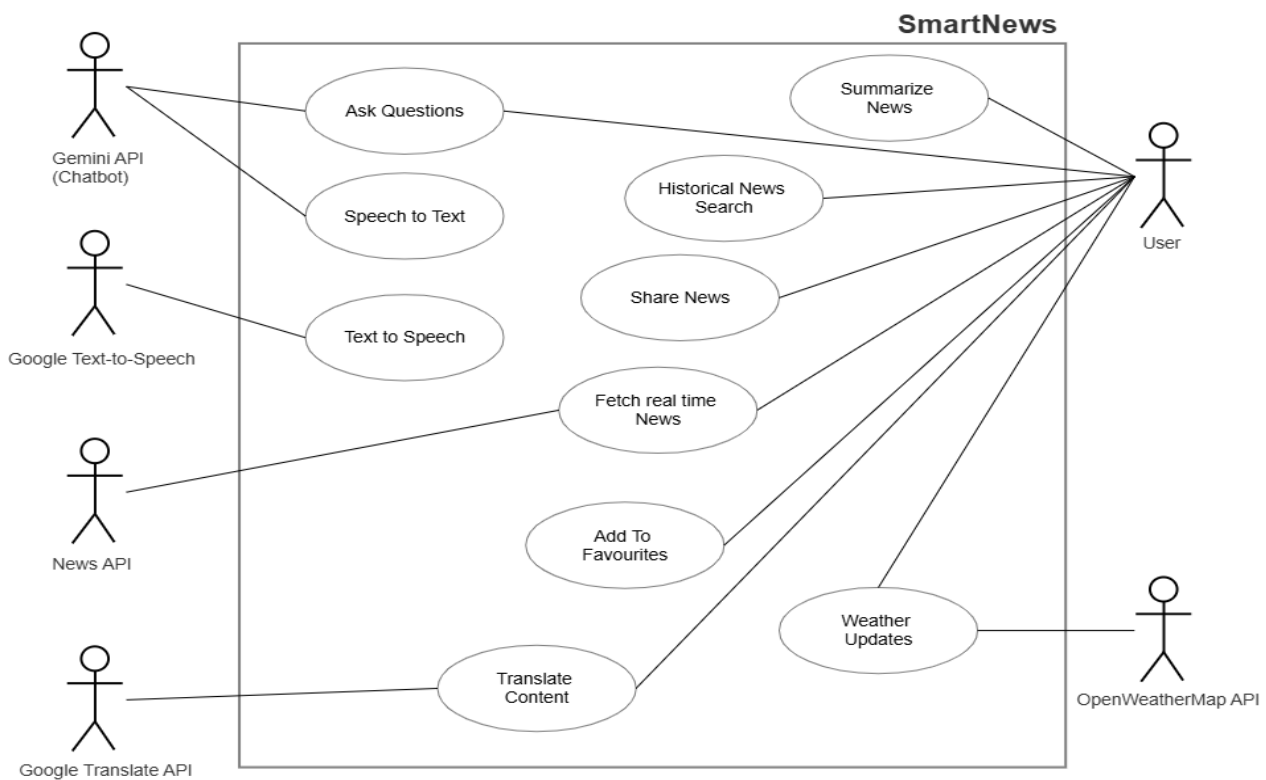 SmartNews
Ask Questions
Summarize
News
Gemini API
(Chatbot)
Historical News
Search
Speech to Text
User
Share News
Text to Speech
Google Text-to-Speech
Fetch real time
News
News API
Add To
Favourites
Weather
Updates
Translate
Content
OpenWeatherMap API
Google Translate API